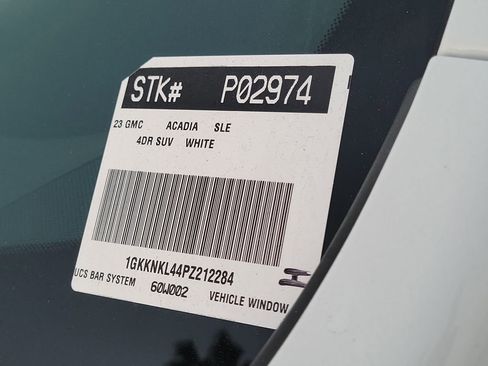 STK# P02974
23 GMC ACADIA SLE
4DR SUV WHITE
1GKKNKL44PZ212284
UCS BAR SYSTEM 60W002 VEHICLE WINDOW